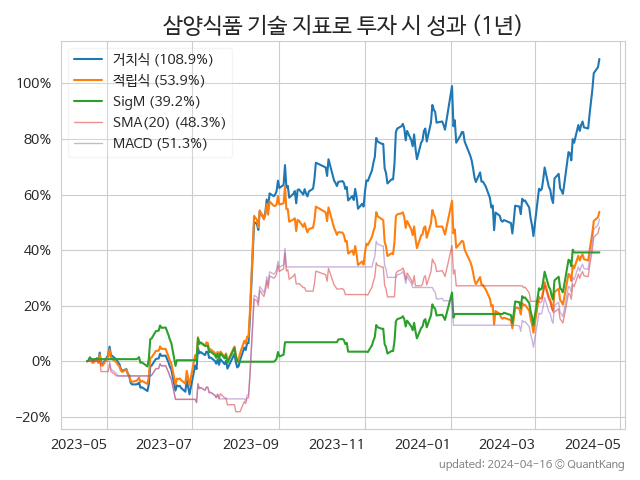 삼양식품 기술 지표로 투자 시 성과 (1년)
거치식 (108.9%)
적립식 (53.9%)
SigM (39.2%)
SMA(20) (48.3%)
MACD (51.3%)
100%
80%
60%
40%
20%
0%
−20%
2023-05 2023-07 2023-09 2023-11 2024-01 2024-03 2024-05
updated: 2024-04-16 © QuantKang